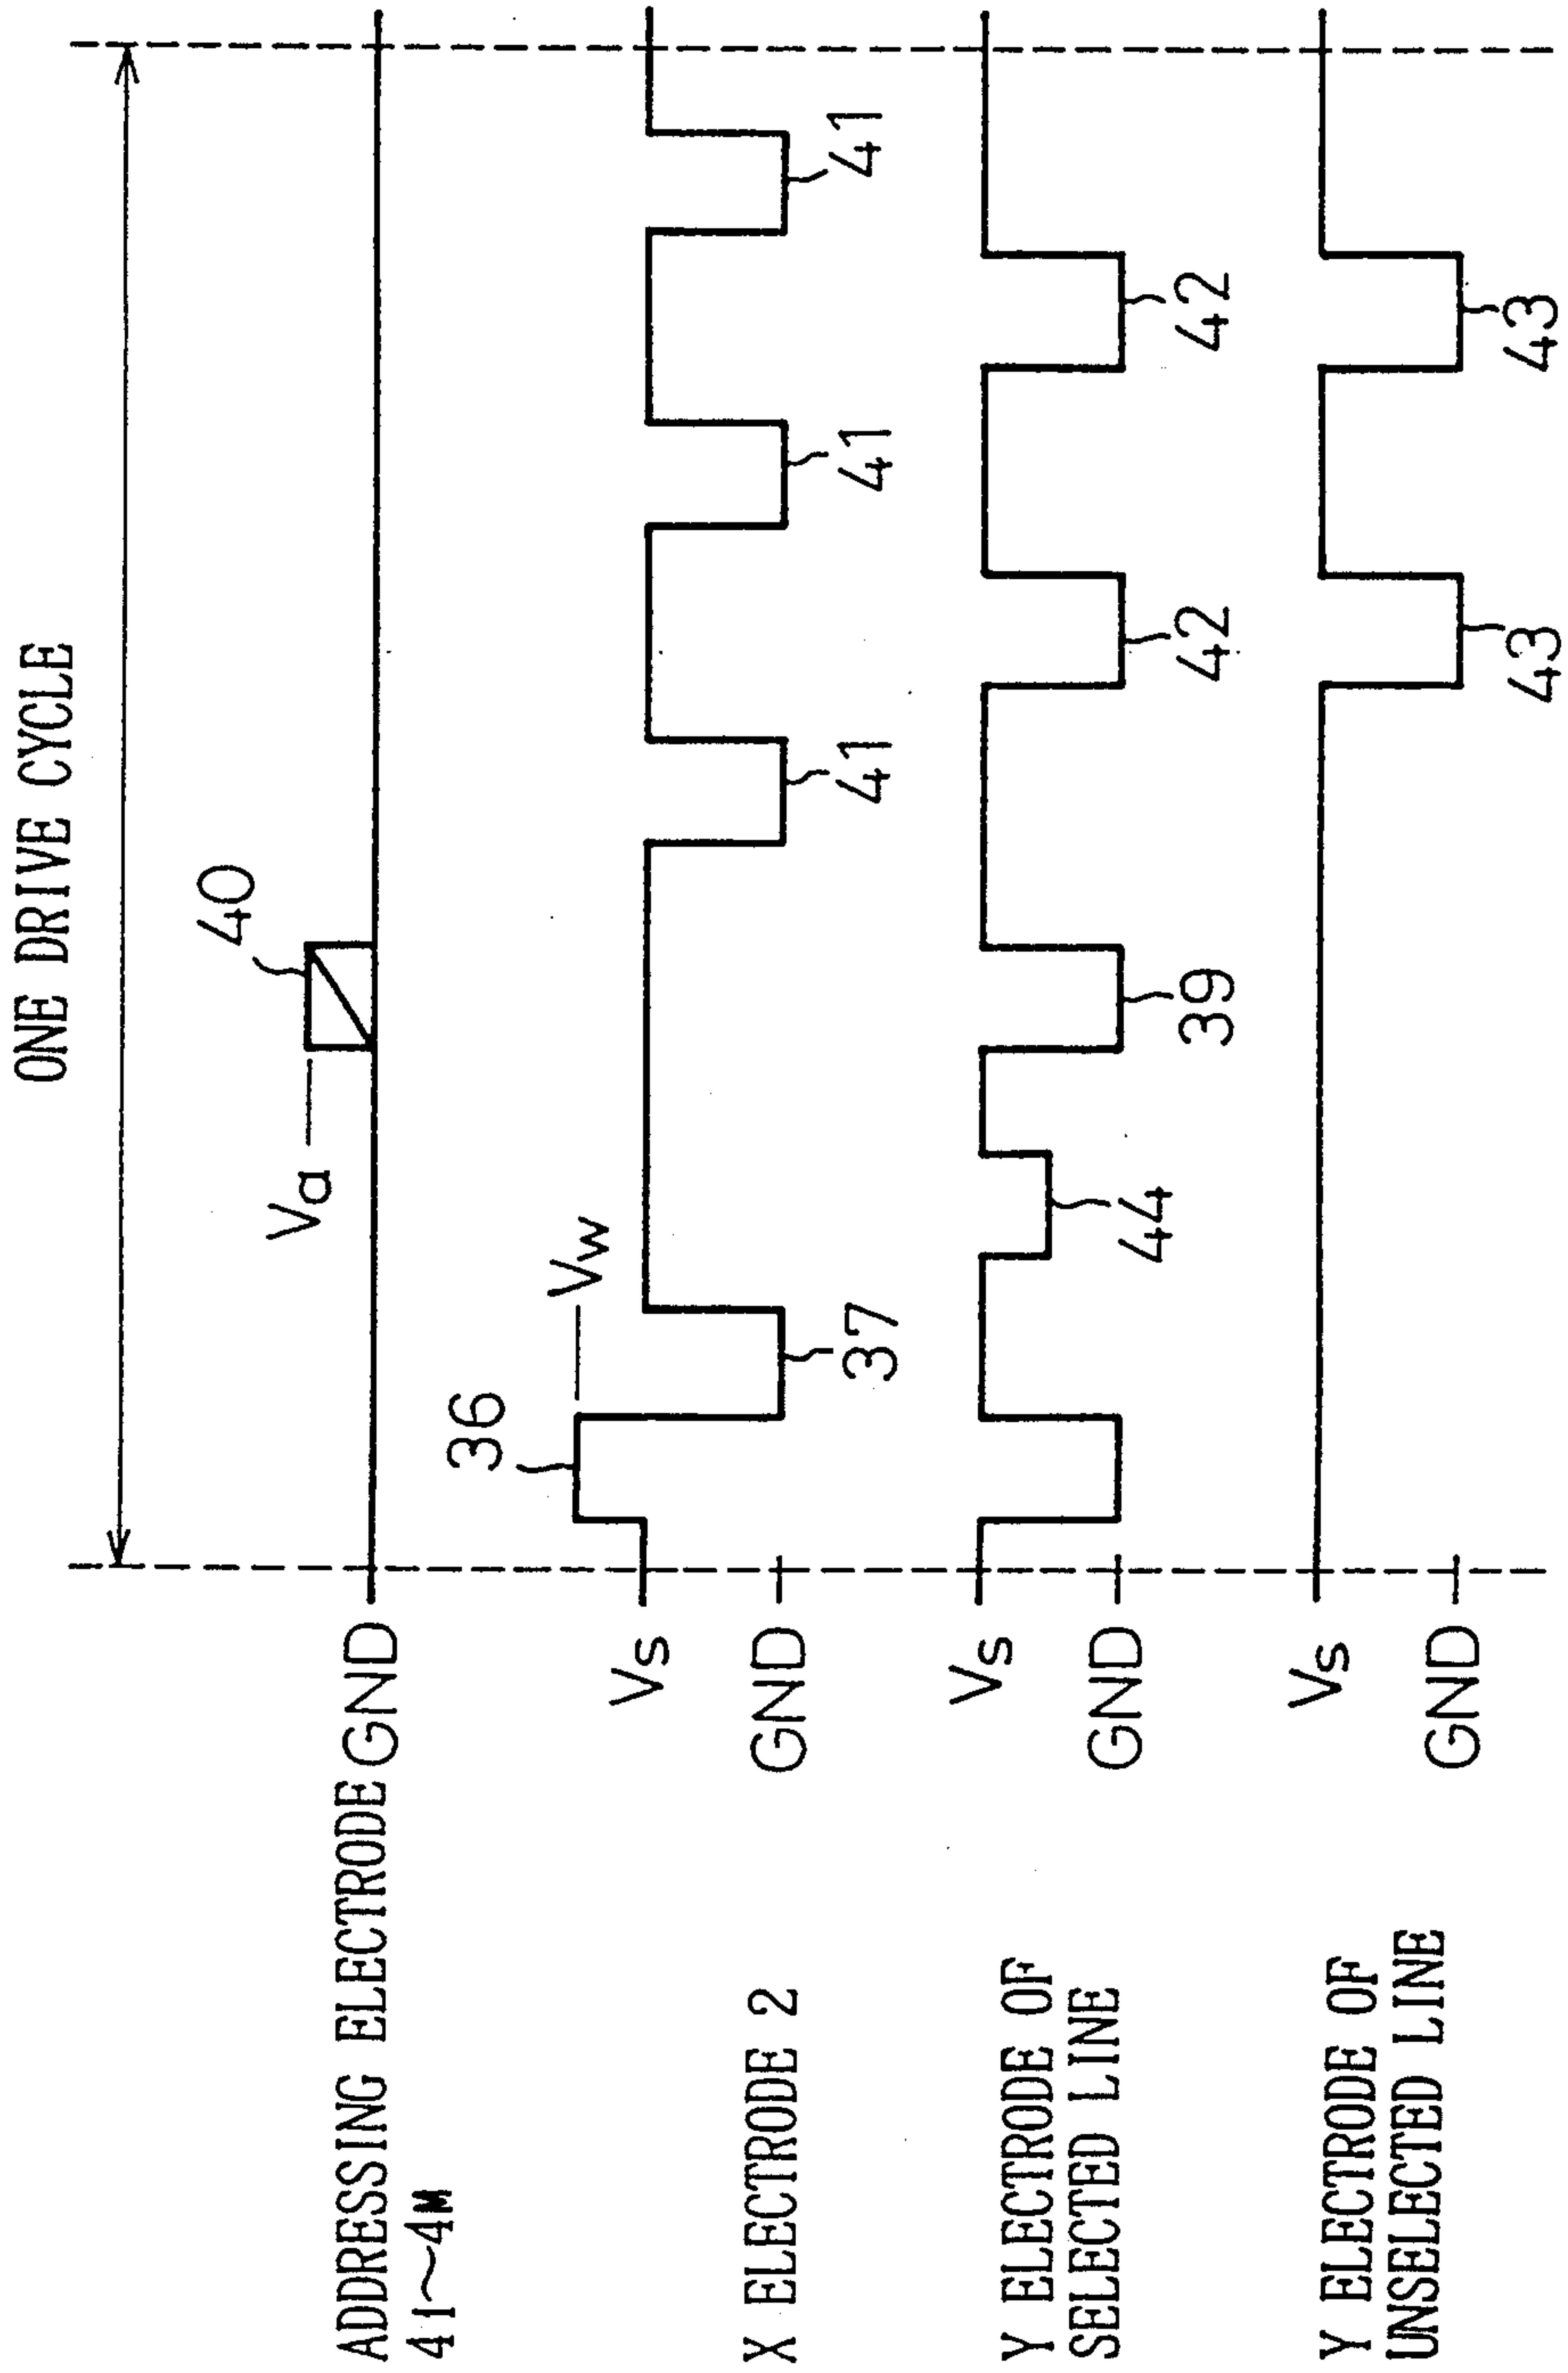 ONE DRIVE CYCLE
40
Va
ADDRESSING ELECTRODE GND
41~4M
36
Vw
X ELECTRODE 2
Vs
GND
37
41
41
41
Y ELECTRODE OF
SELECTED LINE
Vs
GND
44
39
42
42
Y ELECTRODE OF
UNSELECTED LINE
Vs
GND
43
43